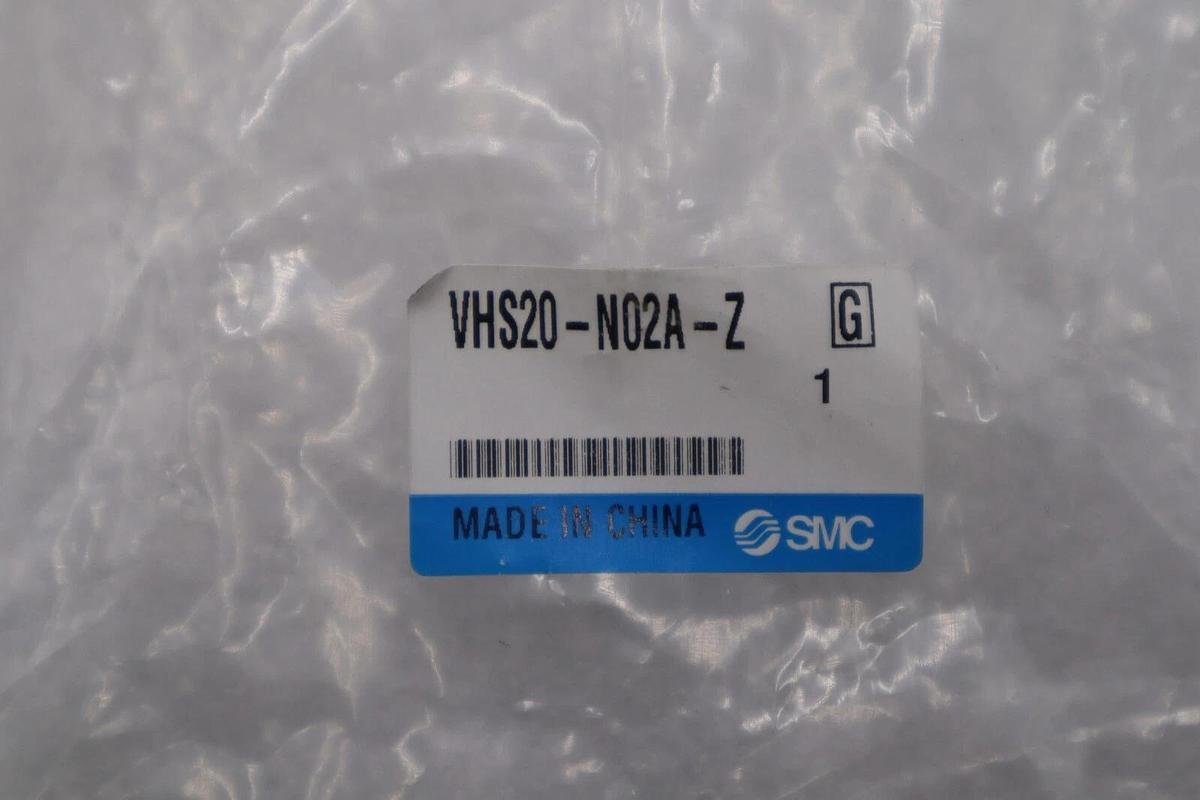 VHS20-N02A-Z G
1
MADE IN CHINA SMC